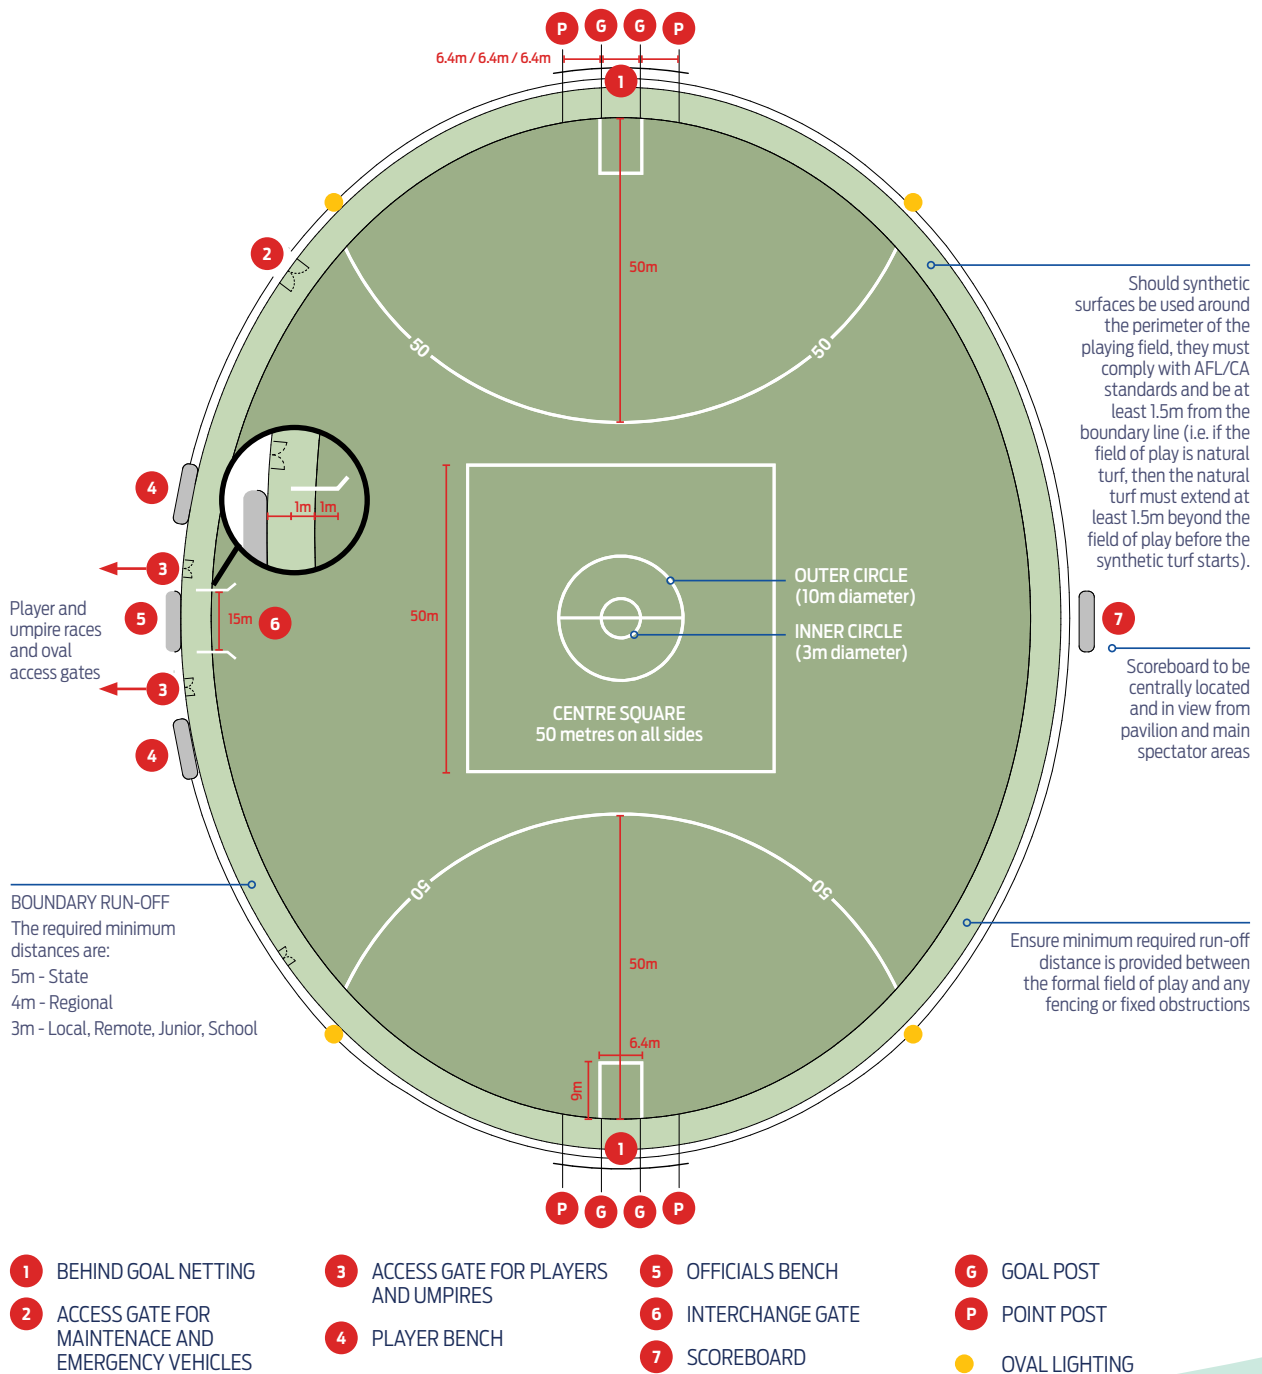 P G G P
6.4m / 6.4m / 6.4m
1
2
50m
50
50
Should synthetic
surfaces be used around
the perimeter of the
playing field, they must
comply with AFL/CA
standards and be at
least 1.5m from the
boundary line (i.e. if the
field of play is natural
turf, then the natural
turf must extend at
least 1.5m beyond the
field of play before the
synthetic turf starts).
4
1m 1m
3
OUTER CIRCLE
(10m diameter)
Player and
umpire races
and oval
access gates
5
15m
6
50m
INNER CIRCLE
(3m diameter)
7
Scoreboard to be
centrally located
and in view from
pavilion and main
spectator areas
3
CENTRE SQUARE
50 metres on all sides
4
BOUNDARY RUN-OFF
The required minimum
distances are:
5m - State
4m - Regional
3m - Local, Remote, Junior, School
50
50
50m
Ensure minimum required run-off
distance is provided between
the formal field of play and any
fencing or fixed obstructions
6.4m
9m
1
P G G P
1 BEHIND GOAL NETTING
2 ACCESS GATE FOR
MAINTENACE AND
EMERGENCY VEHICLES
3 ACCESS GATE FOR PLAYERS
AND UMPIRES
4 PLAYER BENCH
5 OFFICIALS BENCH
6 INTERCHANGE GATE
7 SCOREBOARD
G GOAL POST
P POINT POST
OVAL LIGHTING